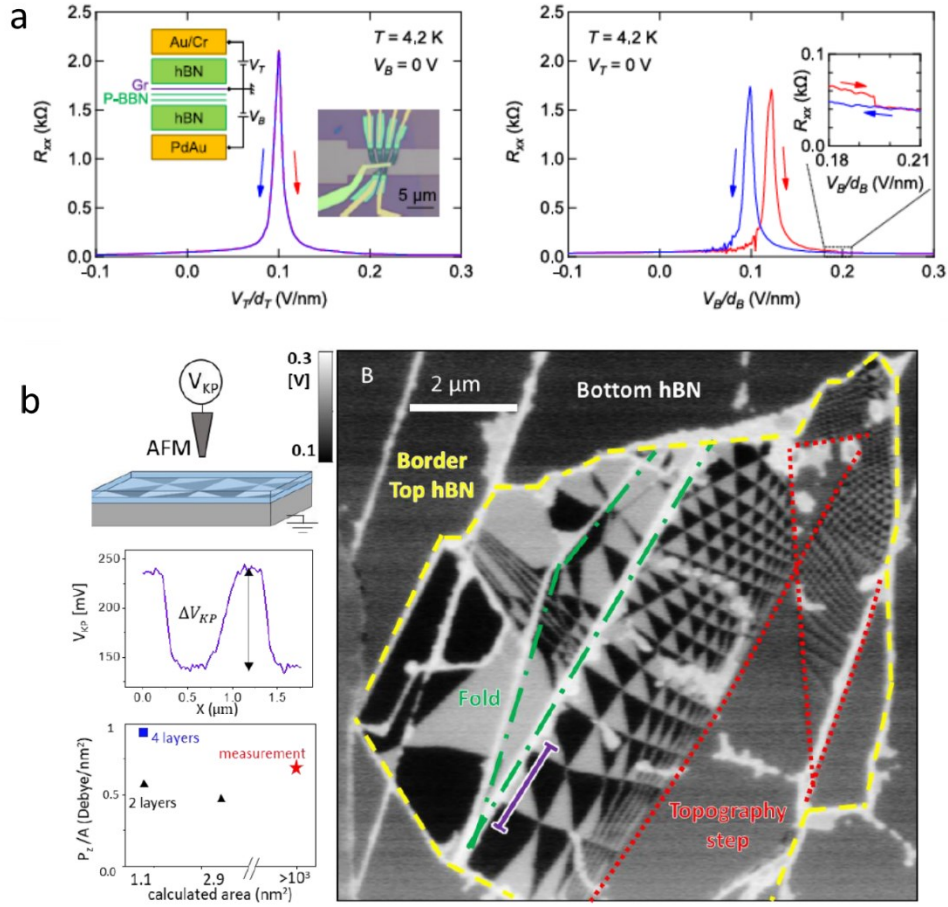 a
2.5
2.0
1.5
1.0
0.5
0.0
-0.1
0.0
0.1
0.2
0.3
Rxx (kΩ)
VT/dT (V/nm)
Au/Cr
hBN
Gr
P-BBN
hBN
PdAu
VT
VB
T = 4.2 K
VB = 0 V
5 μm
2.5
2.0
1.5
1.0
0.5
0.0
-0.1
0.0
0.1
0.2
0.3
Rxx (kΩ)
VB/dB (V/nm)
T = 4.2 K
VT = 0 V
0.1
0.0
0.18
0.21
Rxx (kΩ)
VB/dB (V/nm)
b
VKP
AFM
0.3
[V]
0.1
250
200
150
VKP [mV]
ΔVKP
0.0
0.5
1.0
1.5
X (μm)
1
0.5
0.0
Pz/A (Debye/nm²)
4 layers
measurement
2 layers
1.1
2.9
>10³
calculated area (nm²)
B
2 μm
Bottom hBN
Border
Top hBN
Fold
Topography
step